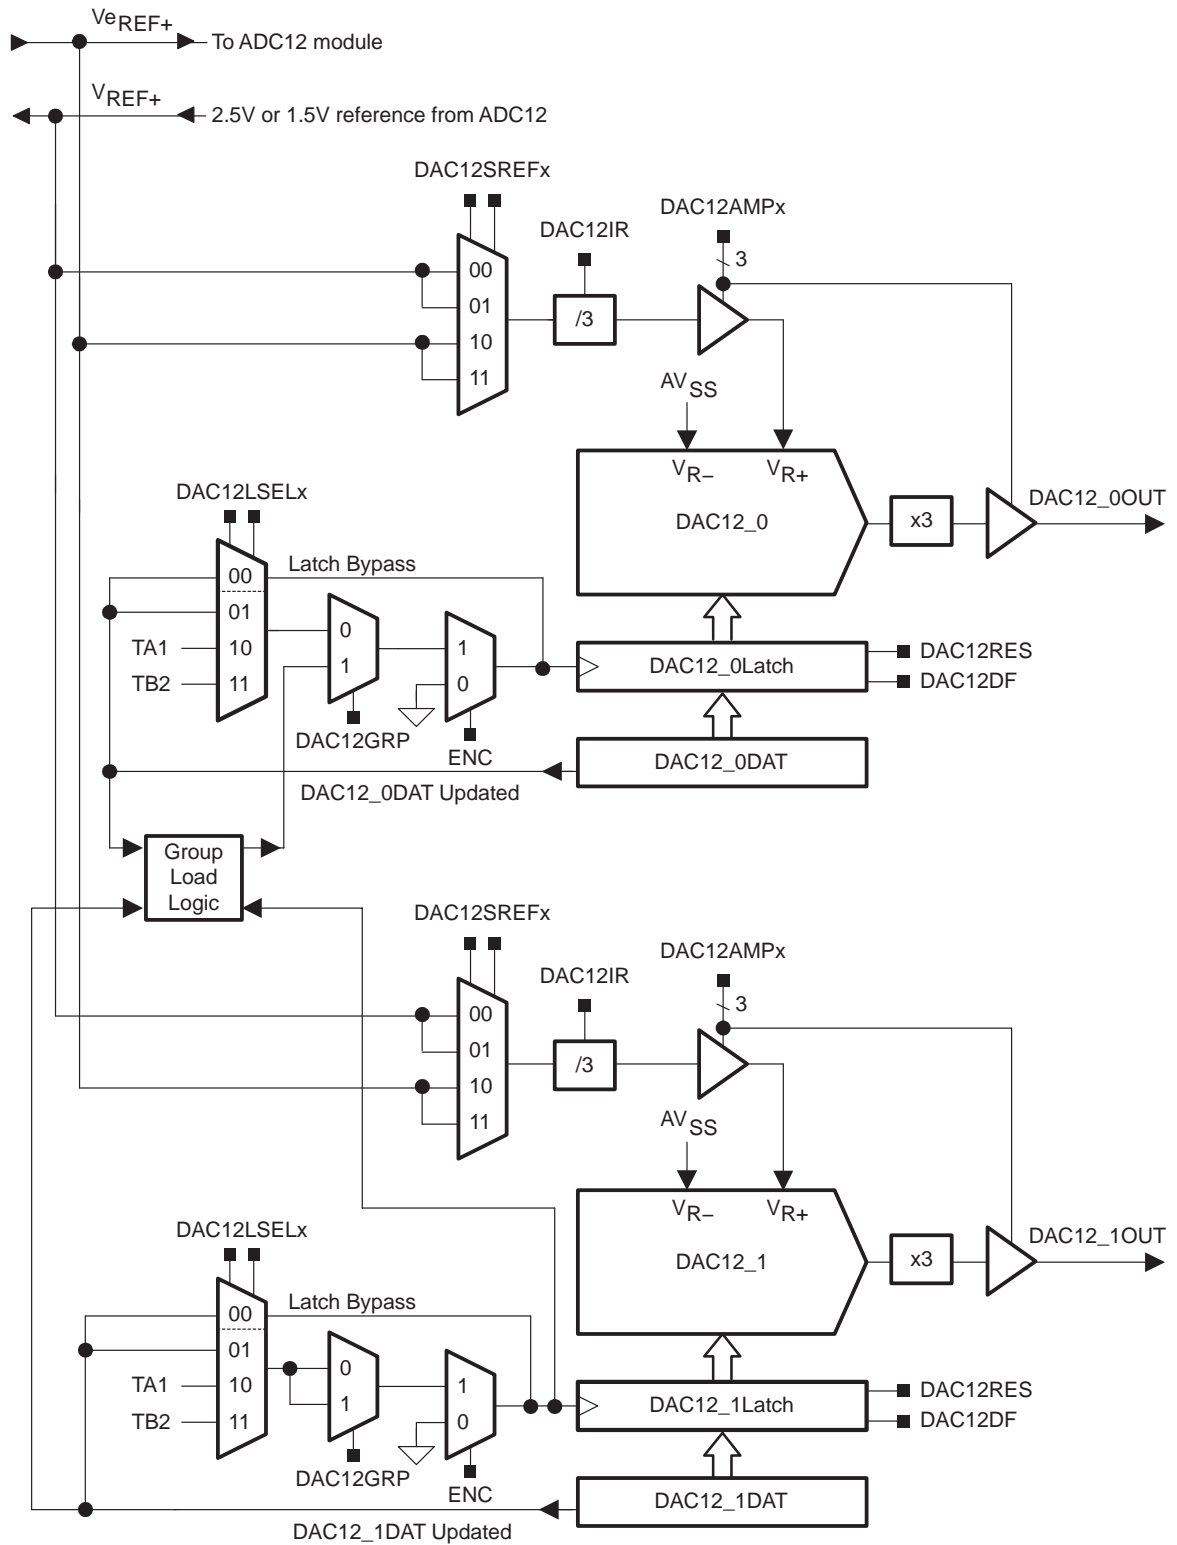 VeREF+
To ADC12 module
VREF+
2.5V or 1.5V reference from ADC12
DAC12SREFx
DAC12AMPx
DAC12IR
3
00
01
10
11
/3
AVSS
VR−
VR+
DAC12_0
x3
DAC12_0OUT
DAC12LSELx
Latch Bypass
00
01
TA1
10
TB2
11
0
1
1
0
DAC12GRP
ENC
DAC12_0Latch
DAC12RES
DAC12DF
DAC12_0DAT
DAC12_0DAT Updated
Group
Load
Logic
DAC12SREFx
DAC12AMPx
DAC12IR
3
00
01
10
11
/3
AVSS
VR−
VR+
DAC12_1
x3
DAC12_1OUT
DAC12LSELx
Latch Bypass
00
01
TA1
10
TB2
11
0
1
1
0
DAC12GRP
ENC
DAC12_1Latch
DAC12RES
DAC12DF
DAC12_1DAT
DAC12_1DAT Updated